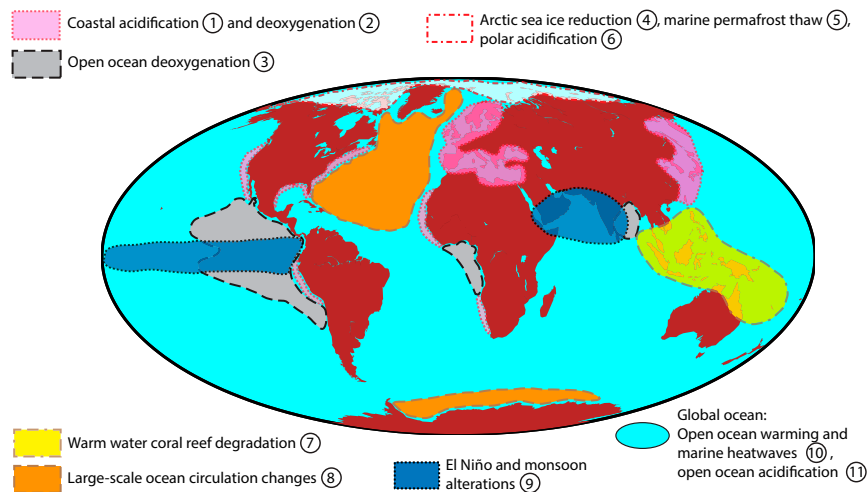 Coastal acidification ① and deoxygenation ②
Open ocean deoxygenation ③
Arctic sea ice reduction ④, marine permafrost thaw ⑤,
polar acidification ⑥
Warm water coral reef degradation ⑦
Large-scale ocean circulation changes ⑧
El Niño and monsoon
alterations ⑨
Global ocean:
Open ocean warming and
marine heatwaves ⑩ ,
open ocean acidification ⑪